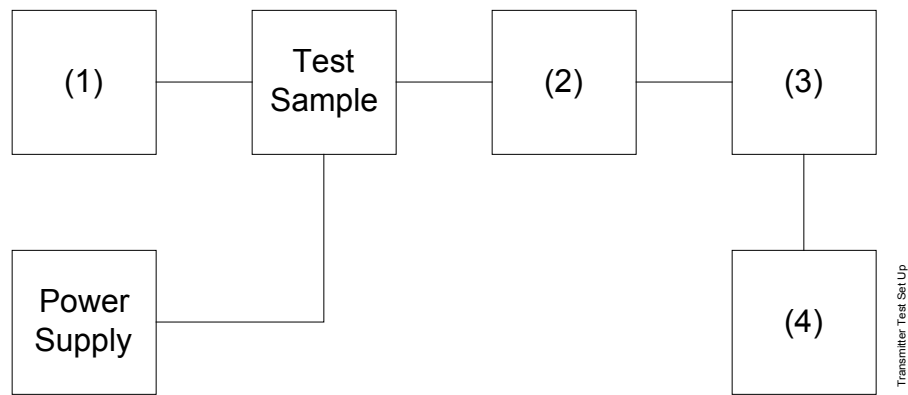 (1)
Test
Sample
(2)
(3)
Power
Supply
(4)
Transmitter Test Set Up